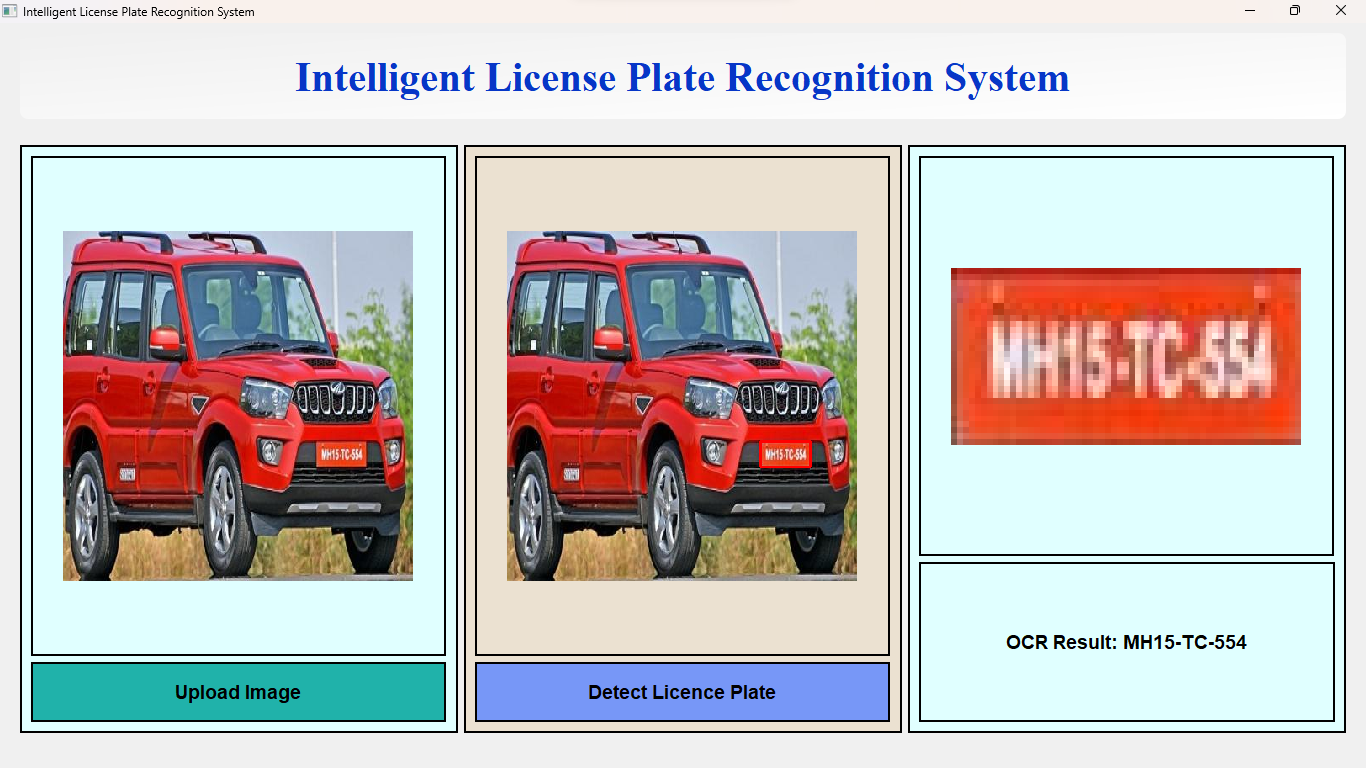 Intelligent License Plate Recognition System
Intelligent License Plate Recognition System
MH15-TC-554
Upload Image
MH15-TC-554
Detect Licence Plate
MH15-TC-554
OCR Result: MH15-TC-554